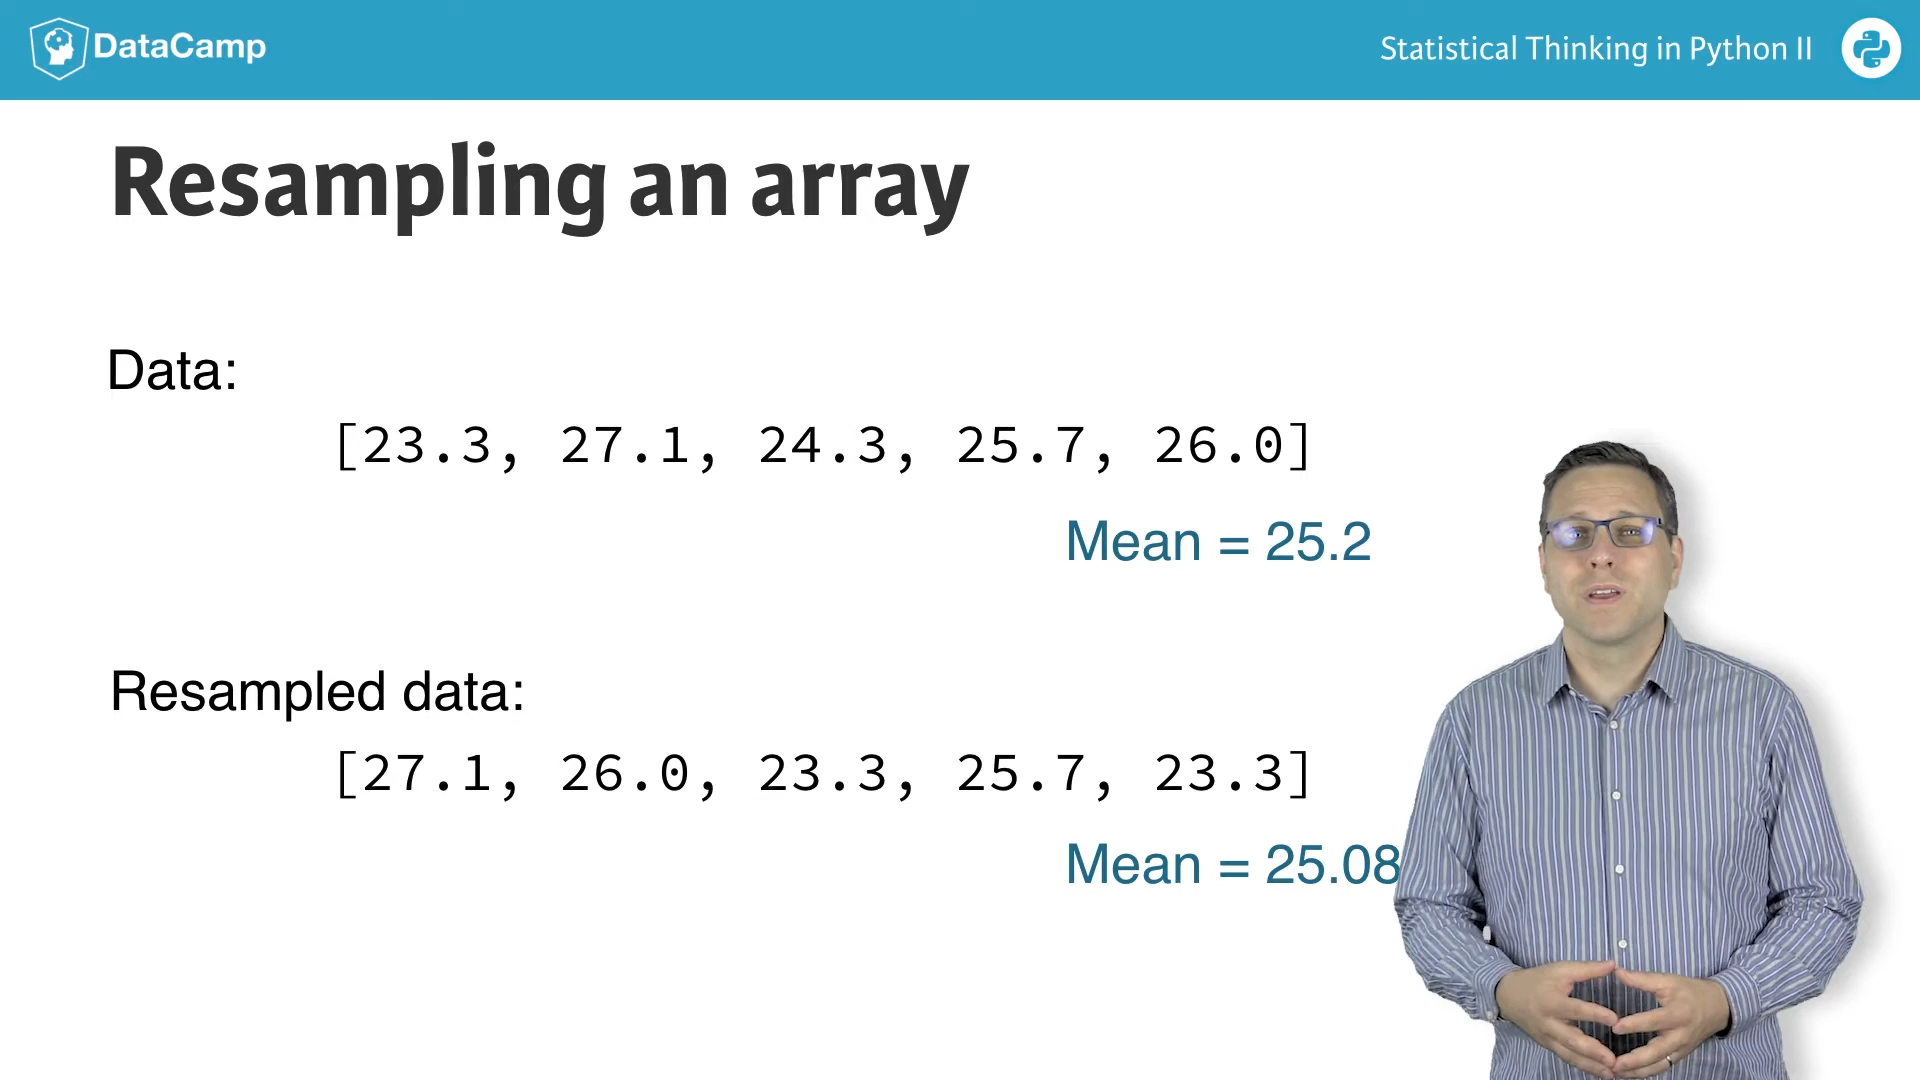 DataCamp
Statistical Thinking in Python II
Resampling an array
Data:
[23.3, 27.1, 24.3, 25.7, 26.0]
Mean = 25.2
Resampled data:
[27.1, 26.0, 23.3, 25.7, 23.3]
Mean = 25.08